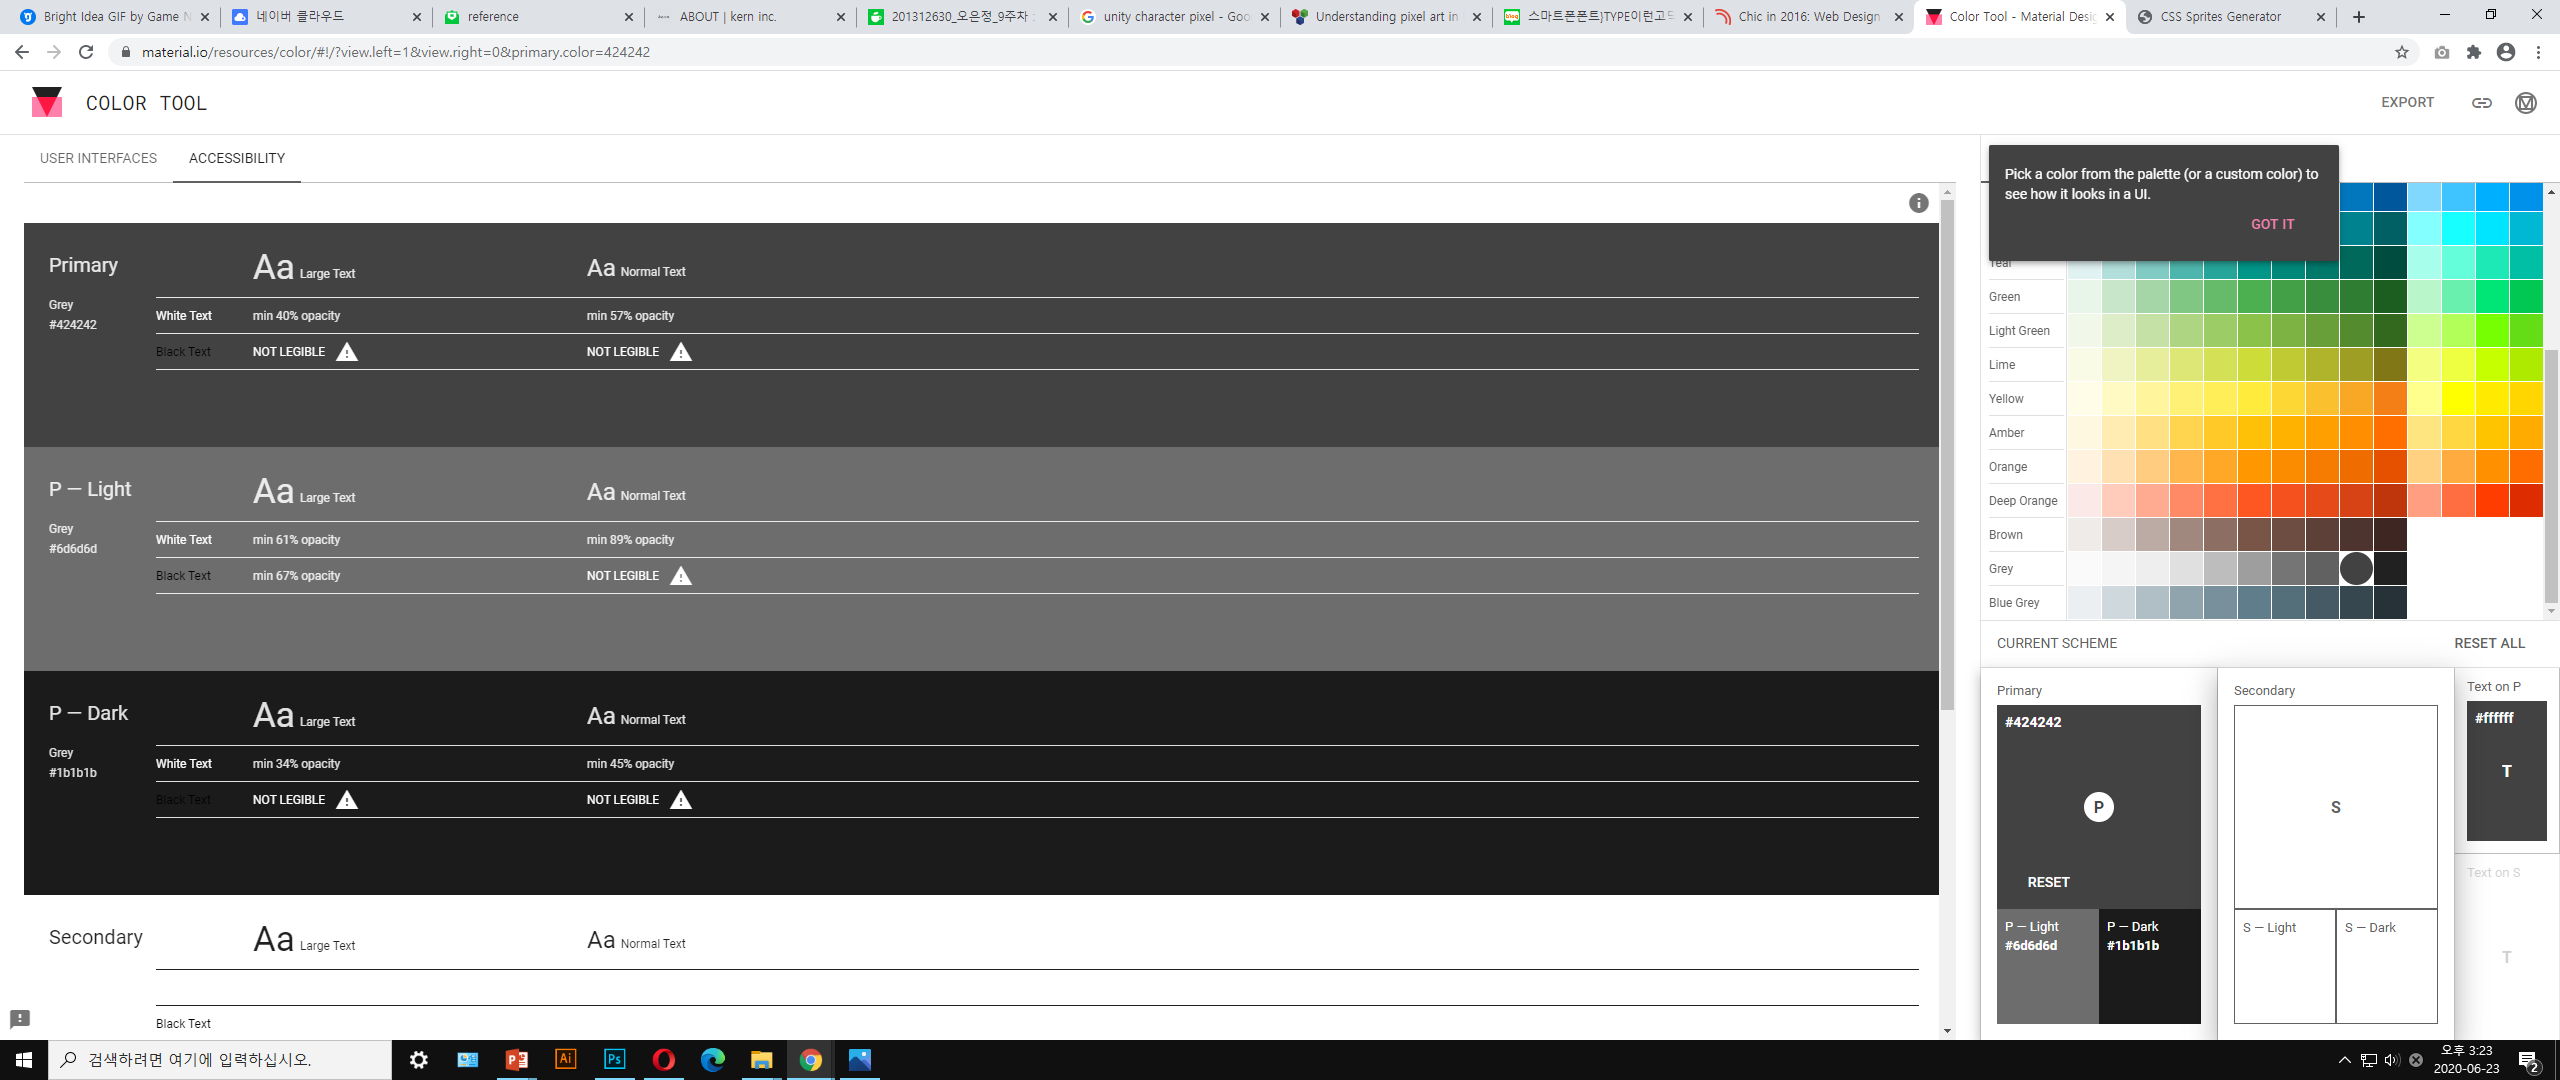 Bright Idea GIF by Game N
네이버 클라우드
reference
ABOUT | kern inc.
201312630_오은정_9주차
unity character pixel - Goo
Understanding pixel art in
스마트폰폰트}TYPE이런고딕
Chic in 2016: Web Design
Color Tool - Material Desig
CSS Sprites Generator
material.io/resources/color/#!/?view.left=1&view.right=0&primary.color=424242
COLOR TOOL
EXPORT
USER INTERFACES
ACCESSIBILITY
Primary
Aa Large Text
Aa Normal Text
Grey
#424242
White Text
min 40% opacity
min 57% opacity
Black Text
NOT LEGIBLE
NOT LEGIBLE
P — Light
Aa Large Text
Aa Normal Text
Grey
#6d6d6d
White Text
min 61% opacity
min 89% opacity
Black Text
min 67% opacity
NOT LEGIBLE
P — Dark
Aa Large Text
Aa Normal Text
Grey
#1b1b1b
White Text
min 34% opacity
min 45% opacity
Black Text
NOT LEGIBLE
NOT LEGIBLE
Secondary
Aa Large Text
Aa Normal Text
Black Text
Pick a color from the palette (or a custom color) to
see how it looks in a UI.
GOT IT
Teal
Green
Light Green
Lime
Yellow
Amber
Orange
Deep Orange
Brown
Grey
Blue Grey
CURRENT SCHEME
RESET ALL
Primary
#424242
P
RESET
P — Light
#6d6d6d
P — Dark
#1b1b1b
Secondary
S
S — Light
S — Dark
Text on P
#ffffff
T
Text on S
T
검색하려면 여기에 입력하십시오.
Ai
Ps
오후 3:23
2020-06-23
2